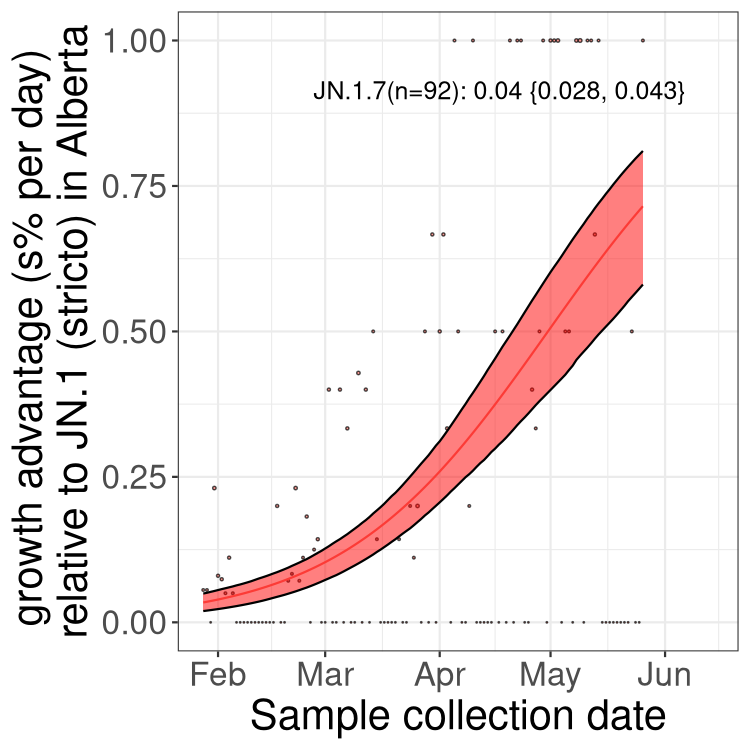 growth advantage (s% per day)
relative to JN.1 (stricto) in Alberta
1.00
0.75
0.50
0.25
0.00
JN.1.7(n=92): 0.04 {0.028, 0.043}
Feb Mar Apr May Jun
Sample collection date